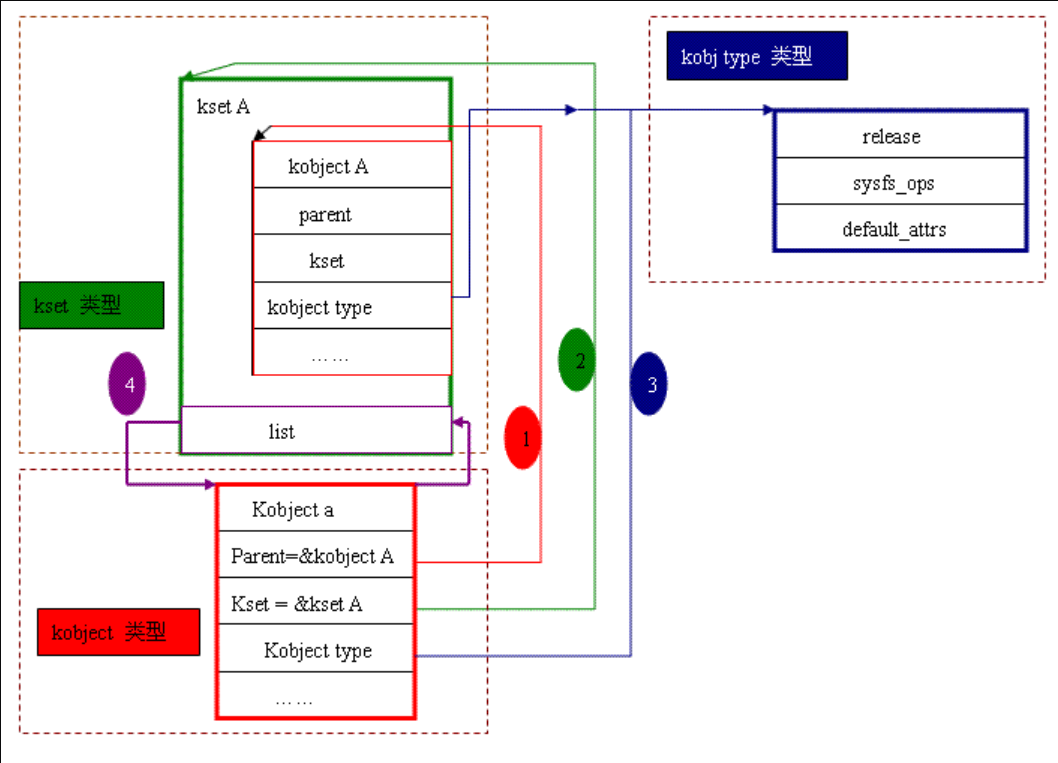 kobj type 类型
kset A
release
kobject A
sysfs_ops
parent
default_attrs
kset
kset 类型
kobject type
… …
4
2
3
list
1
Kobject a
Parent=&kobject A
Kset = &kset A
kobject 类型
Kobject type
… …